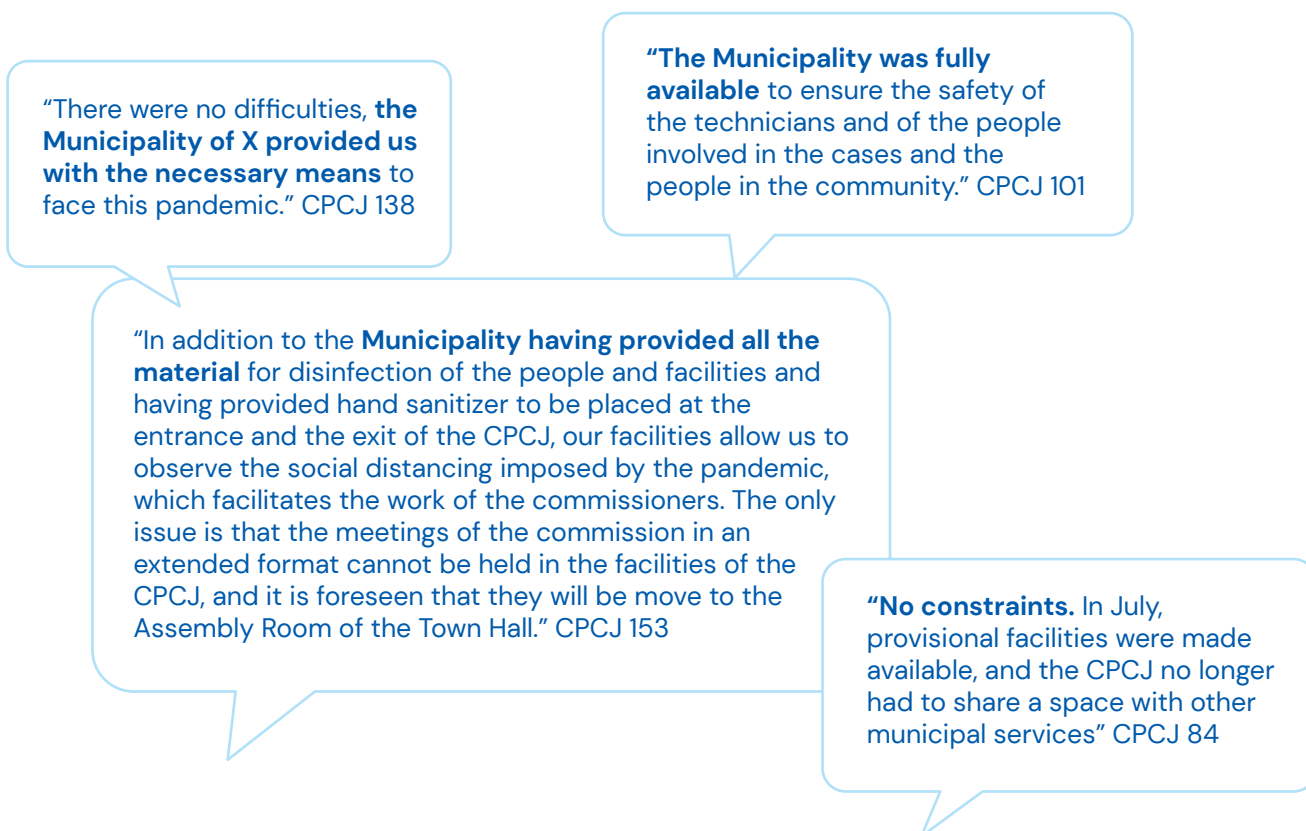 “There were no difficulties, the
Municipality of X provided us
with the necessary means to
face this pandemic.” CPCJ 138
“The Municipality was fully
available to ensure the safety of
the technicians and of the people
involved in the cases and the
people in the community.” CPCJ 101
“In addition to the Municipality having provided all the
material for disinfection of the people and facilities and
having provided hand sanitizer to be placed at the
entrance and the exit of the CPCJ, our facilities allow us to
observe the social distancing imposed by the pandemic,
which facilitates the work of the commissioners. The only
issue is that the meetings of the commission in an
extended format cannot be held in the facilities of the
CPCJ, and it is foreseen that they will be move to the
Assembly Room of the Town Hall.” CPCJ 153
“No constraints. In July,
provisional facilities were made
available, and the CPCJ no longer
had to share a space with other
municipal services” CPCJ 84